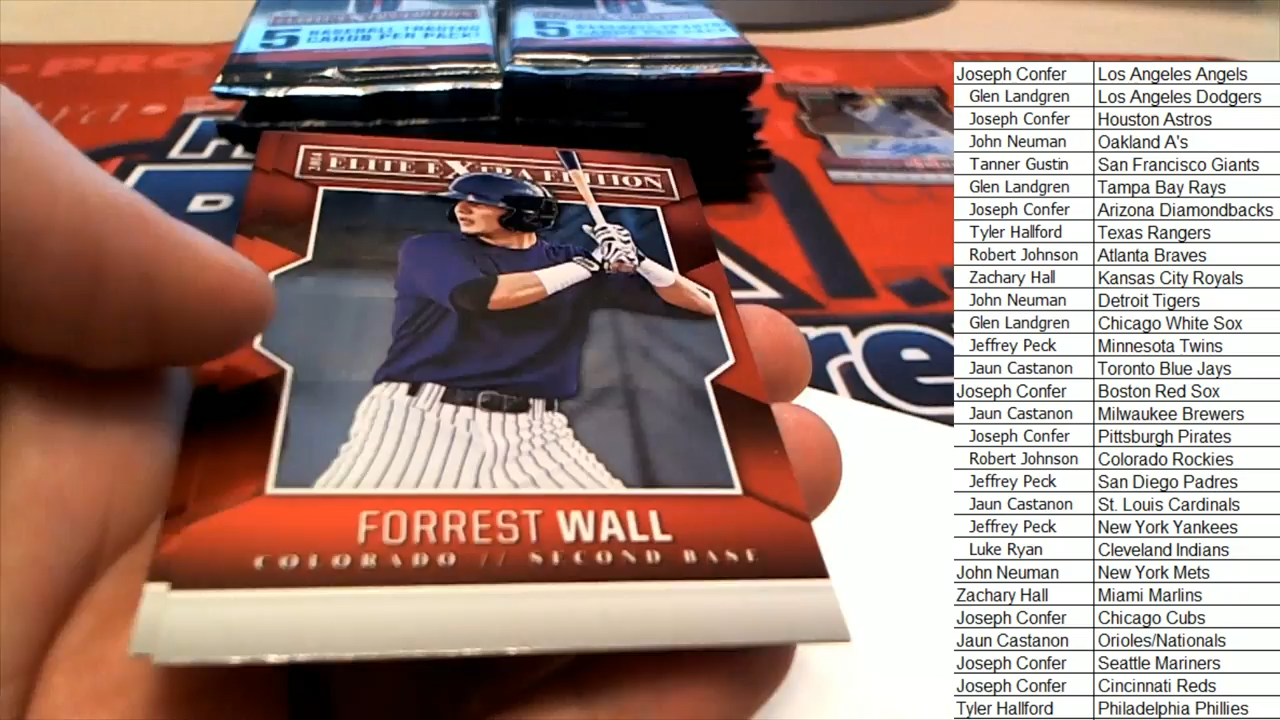 5 BASEBALL TRADING
CARDS PER PACK!
5
2014 ELITE EXTRA EDITION
FORREST WALL
COLORADO // SECOND BASE
Joseph Confer Los Angeles Angels
Glen Landgren Los Angeles Dodgers
Joseph Confer Houston Astros
John Neuman Oakland A's
Tanner Gustin San Francisco Giants
Glen Landgren Tampa Bay Rays
Joseph Confer Arizona Diamondbacks
Tyler Hallford Texas Rangers
Robert Johnson Atlanta Braves
Zachary Hall Kansas City Royals
John Neuman Detroit Tigers
Glen Landgren Chicago White Sox
Jeffrey Peck Minnesota Twins
Jaun Castanon Toronto Blue Jays
Joseph Confer Boston Red Sox
Jaun Castanon Milwaukee Brewers
Joseph Confer Pittsburgh Pirates
Robert Johnson Colorado Rockies
Jeffrey Peck San Diego Padres
Jaun Castanon St. Louis Cardinals
Jeffrey Peck New York Yankees
Luke Ryan Cleveland Indians
John Neuman New York Mets
Zachary Hall Miami Marlins
Joseph Confer Chicago Cubs
Jaun Castanon Orioles/Nationals
Joseph Confer Seattle Mariners
Joseph Confer Cincinnati Reds
Tyler Hallford Philadelphia Phillies